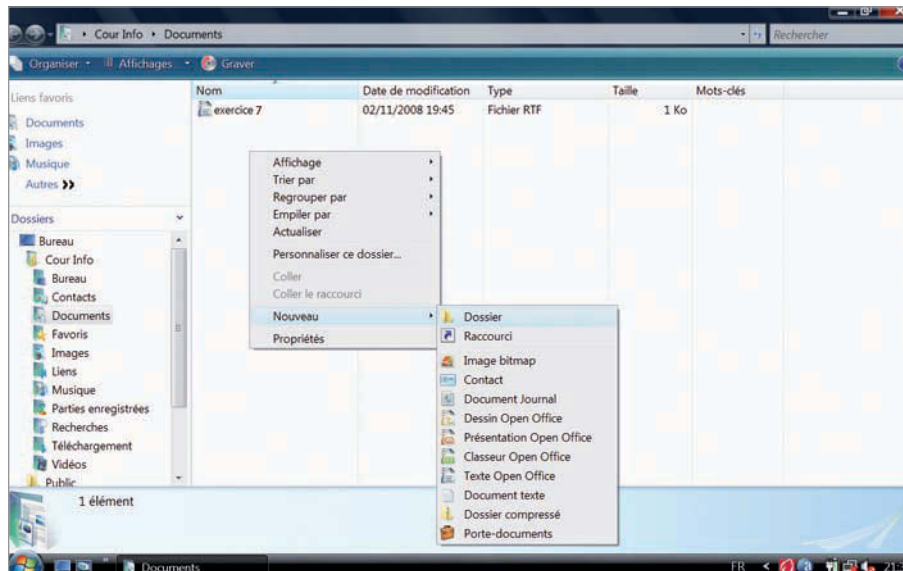 Cour Info Documents
Rechercher
Organiser Affichages Graver
Liens favoris
Documents
Images
Musique
Autres
Dossiers
Bureau
Cour Info
Bureau
Contacts
Documents
Favoris
Images
Liens
Musique
Parties enregistrées
Recherches
Téléchargement
Vidéos
Public
Nom Date de modification Type Taille Mots-clés
exercice 7 02/11/2008 19:45 Fichier RTF 1 Ko
Affichage
Trier par
Regrouper par
Empiler par
Actualiser
Personnaliser ce dossier...
Coller
Coller le raccourci
Nouveau
Propriétés
Dossier
Raccourci
Image bitmap
Contact
Document Journal
Dessin Open Office
Présentation Open Office
Classeur Open Office
Texte Open Office
Document texte
Dossier compressé
Porte-documents
1 élément
Documents
FR